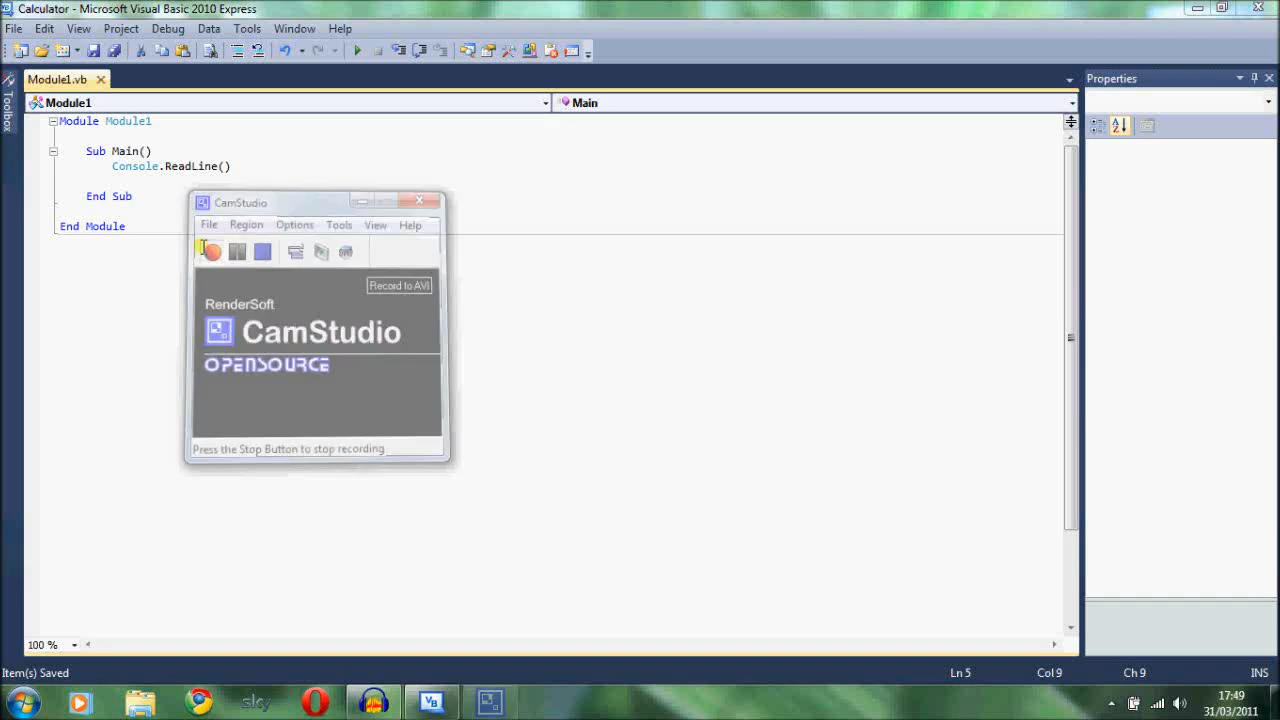 Calculator - Microsoft Visual Basic 2010 Express
File Edit View Project Debug Data Tools Window Help
Module1.vb
Properties
Toolbox
Module1 Main
Module Module1
Sub Main()
Console.ReadLine()
End Sub
End Module
CamStudio
File Region Options Tools View Help
Record to AVI
RenderSoft
CamStudio
OPENSOURCE
Press the Stop Button to stop recording
100 %
Item(s) Saved Ln 5 Col 9 Ch 9 INS
sky VB 17:49
31/03/2011